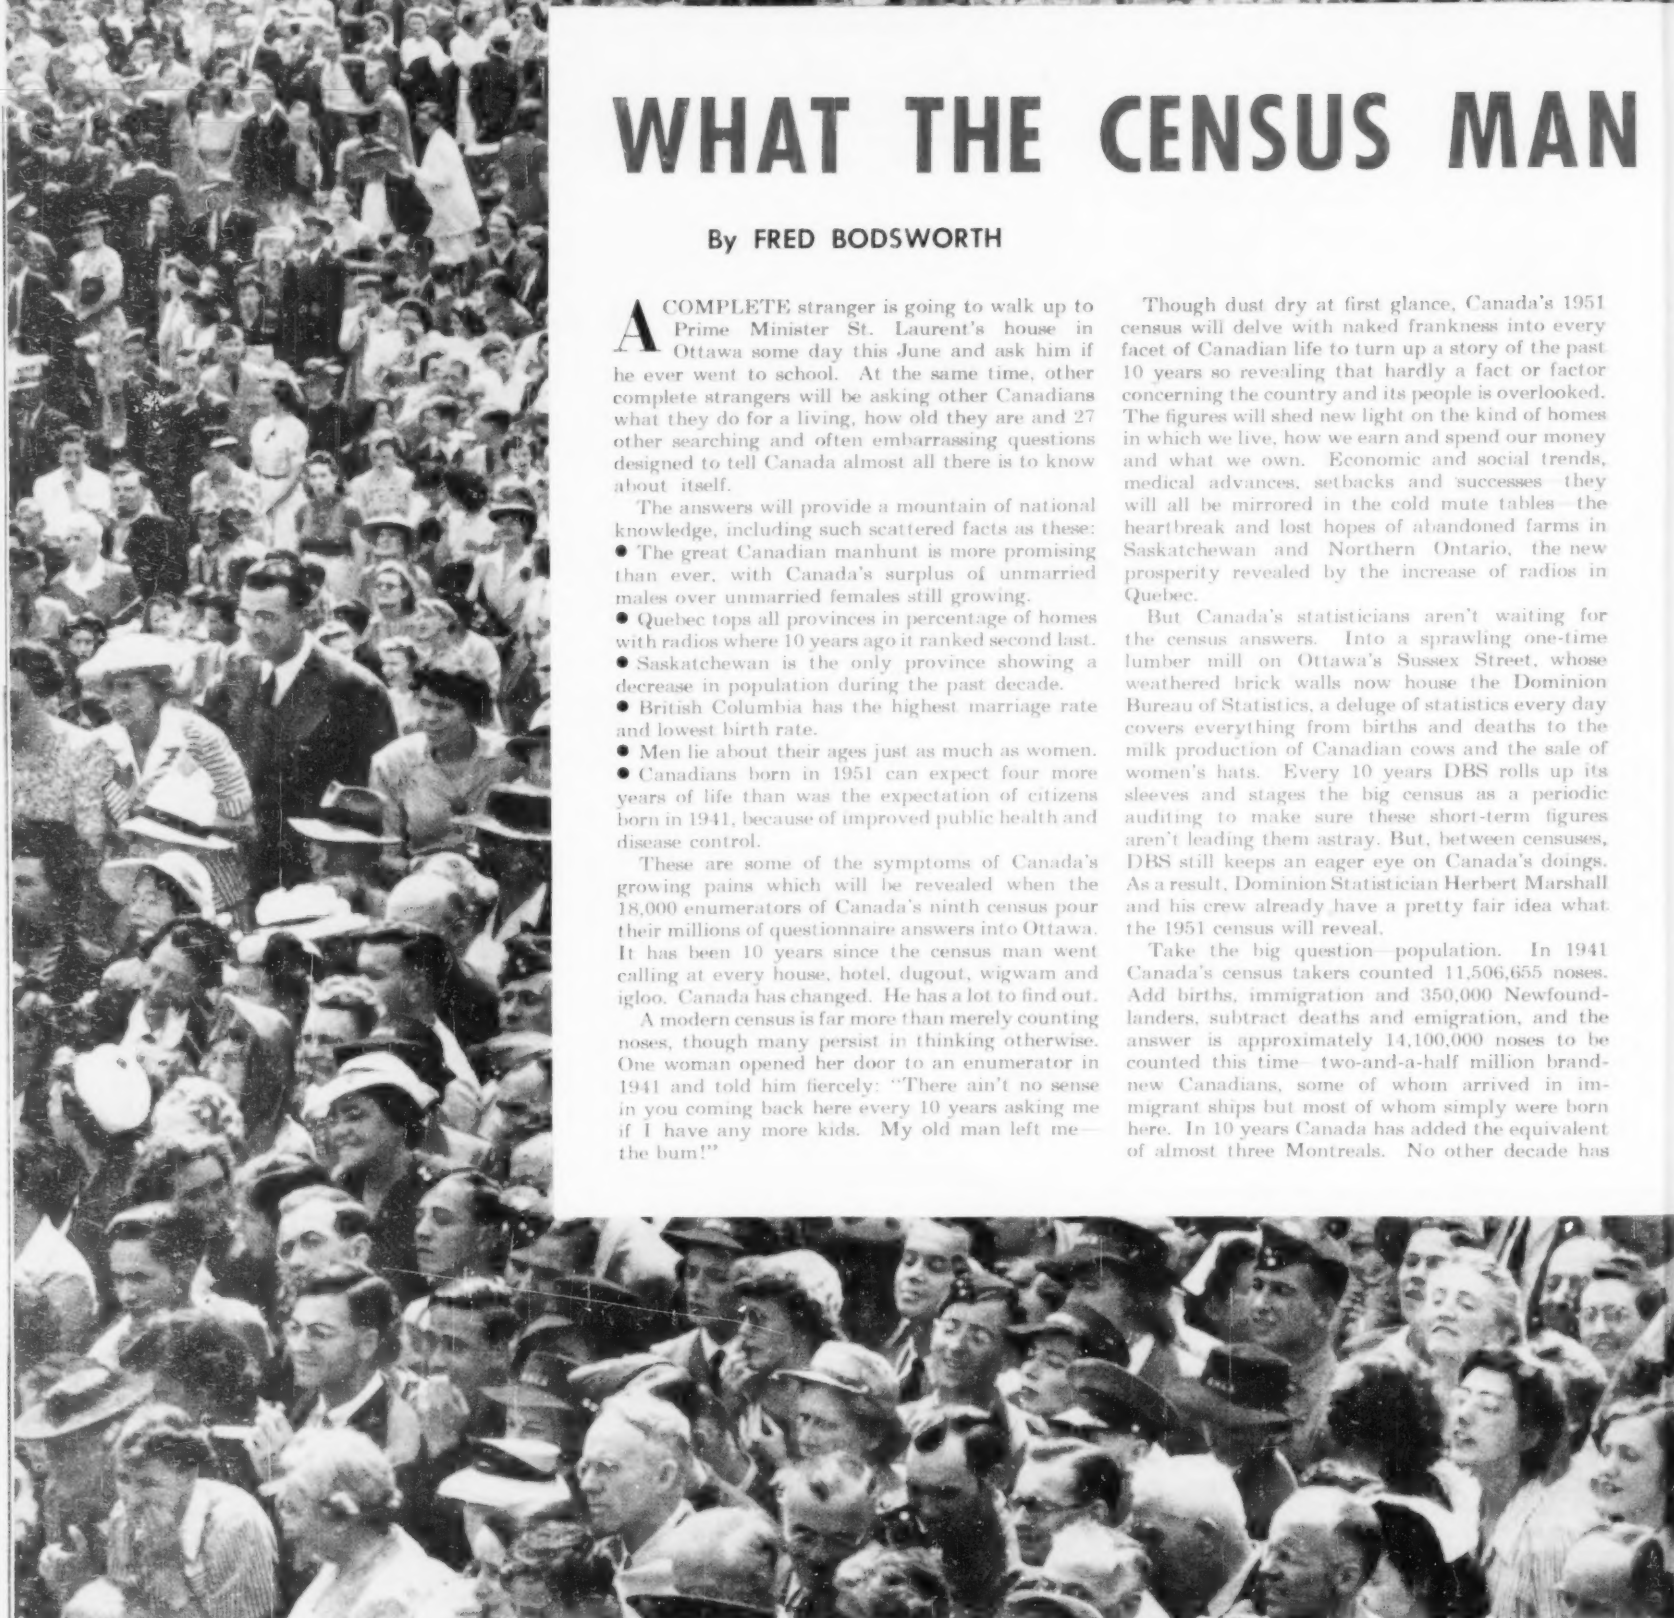 WHAT THE CENSUS MAN
By FRED BODSWORTH
A COMPLETE stranger is going to walk up to
Prime Minister St. Laurent's house in
Ottawa some day this June and ask him if
he ever went to school. At the same time, other
complete strangers will be asking other Canadians
what they do for a living, how old they are and 27
other searching and often embarrassing questions
designed to tell Canada almost all there is to know
about itself.
The answers will provide a mountain of national
knowledge, including such scattered facts as these:
● The great Canadian manhunt is more promising
than ever, with Canada's surplus of unmarried
males over unmarried females still growing.
● Quebec tops all provinces in percentage of homes
with radios where 10 years ago it ranked second last.
● Saskatchewan is the only province showing a
decrease in population during the past decade.
● British Columbia has the highest marriage rate
and lowest birth rate.
● Men lie about their ages just as much as women.
● Canadians born in 1951 can expect four more
years of life than was the expectation of citizens
born in 1941, because of improved public health and
disease control.
These are some of the symptoms of Canada's
growing pains which will be revealed when the
18,000 enumerators of Canada's ninth census pour
their millions of questionnaire answers into Ottawa.
It has been 10 years since the census man went
calling at every house, hotel, dugout, wigwam and
igloo. Canada has changed. He has a lot to find out.
A modern census is far more than merely counting
noses, though many persist in thinking otherwise.
One woman opened her door to an enumerator in
1941 and told him fiercely: "There ain't no sense
in you coming back here every 10 years asking me
if I have any more kids. My old man left me—
the bum!"
Though dust dry at first glance, Canada's 1951
census will delve with naked frankness into every
facet of Canadian life to turn up a story of the past
10 years so revealing that hardly a fact or factor
concerning the country and its people is overlooked.
The figures will shed new light on the kind of homes
in which we live, how we earn and spend our money
and what we own. Economic and social trends,
medical advances, setbacks and successes—they
will all be mirrored in the cold mute tables—the
heartbreak and lost hopes of abandoned farms in
Saskatchewan and Northern Ontario, the new
prosperity revealed by the increase of radios in
Quebec.
But Canada's statisticians aren't waiting for
the census answers. Into a sprawling one-time
lumber mill on Ottawa's Sussex Street, whose
weathered brick walls now house the Dominion
Bureau of Statistics, a deluge of statistics every day
covers everything from births and deaths to the
milk production of Canadian cows and the sale of
women's hats. Every 10 years DBS rolls up its
sleeves and stages the big census as a periodic
auditing to make sure these short-term figures
aren't leading them astray. But, between censuses,
DBS still keeps an eager eye on Canada's doings.
As a result, Dominion Statistician Herbert Marshall
and his crew already have a pretty fair idea what
the 1951 census will reveal.
Take the big question—population. In 1941
Canada's census takers counted 11,506,655 noses.
Add births, immigration and 350,000 Newfound-
landers, subtract deaths and emigration, and the
answer is approximately 14,100,000 noses to be
counted this time—two-and-a-half million brand-
new Canadians, some of whom arrived in im-
migrant ships but most of whom simply were born
here. In 10 years Canada has added the equivalent
of almost three Montreals. No other decade has